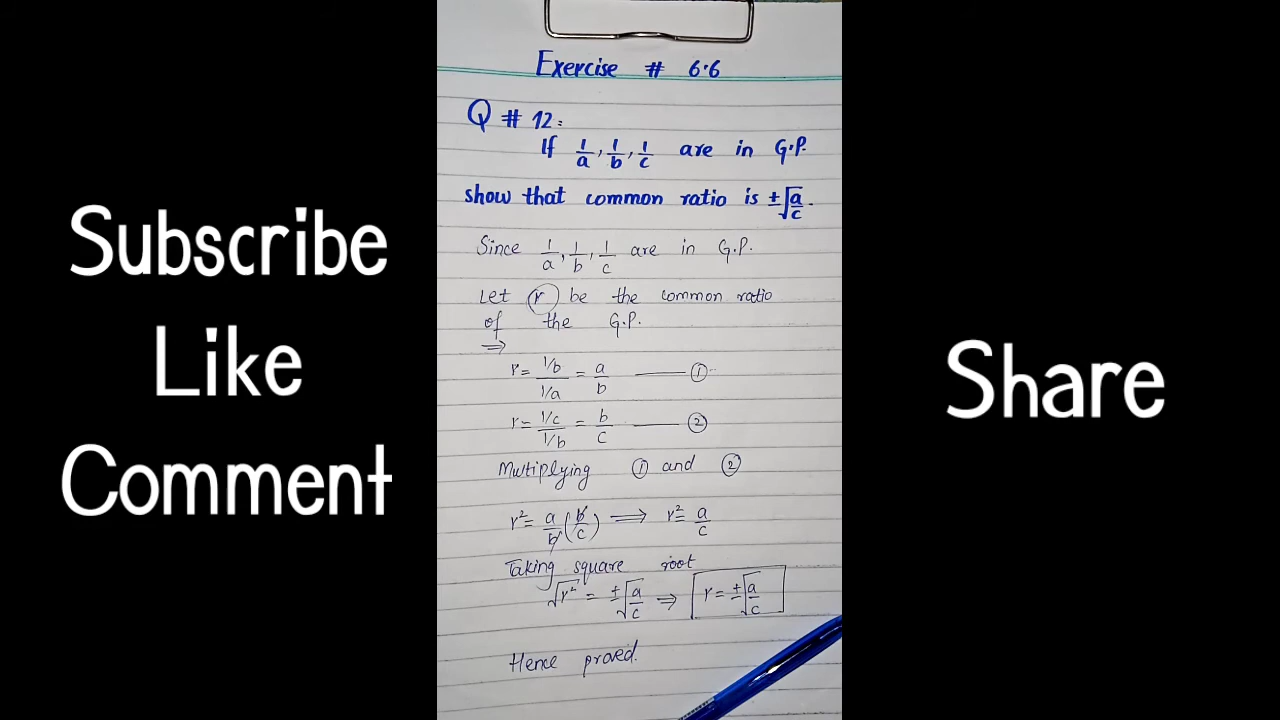 Subscribe
Like
Comment
Exercise # 6.6
Q # 12:
If 1/a, 1/b, 1/c are in G.P.
show that common ratio is ±√a/c.
Since 1/a, 1/b, 1/c are in G.P.
Let r be the common ratio
of the G.P.
⇒
r = 1/b / 1/a = a/b —— ①
r = 1/c / 1/b = b/c —— ②
Multiplying ① and ②
r² = a/b (b/c) ⟹ r² = a/c
Taking square root
√r² = ±√a/c ⇒ r = ±√a/c
Hence proved.
Share